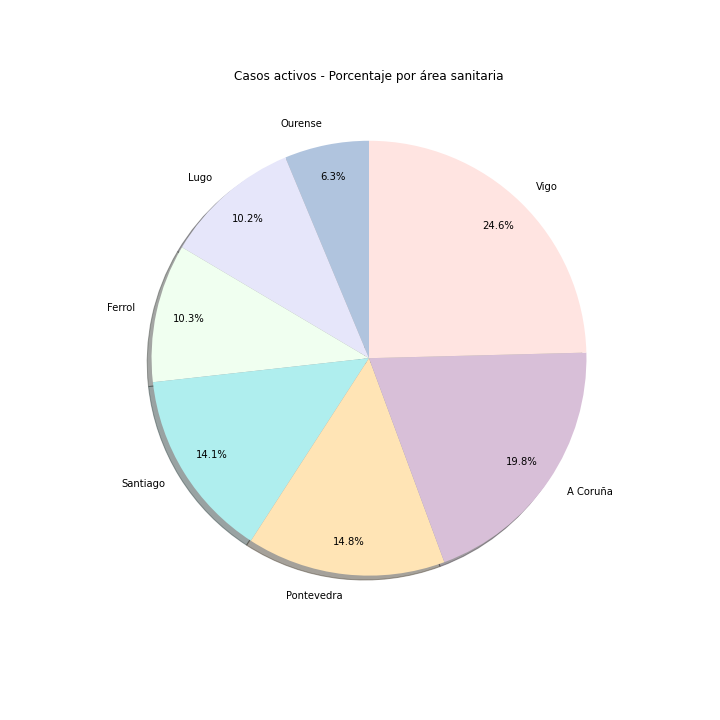 Casos activos - Porcentaje por área sanitaria
Ourense
6.3%
Vigo
24.6%
Lugo
10.2%
Ferrol
10.3%
Santiago
14.1%
A Coruña
19.8%
Pontevedra
14.8%